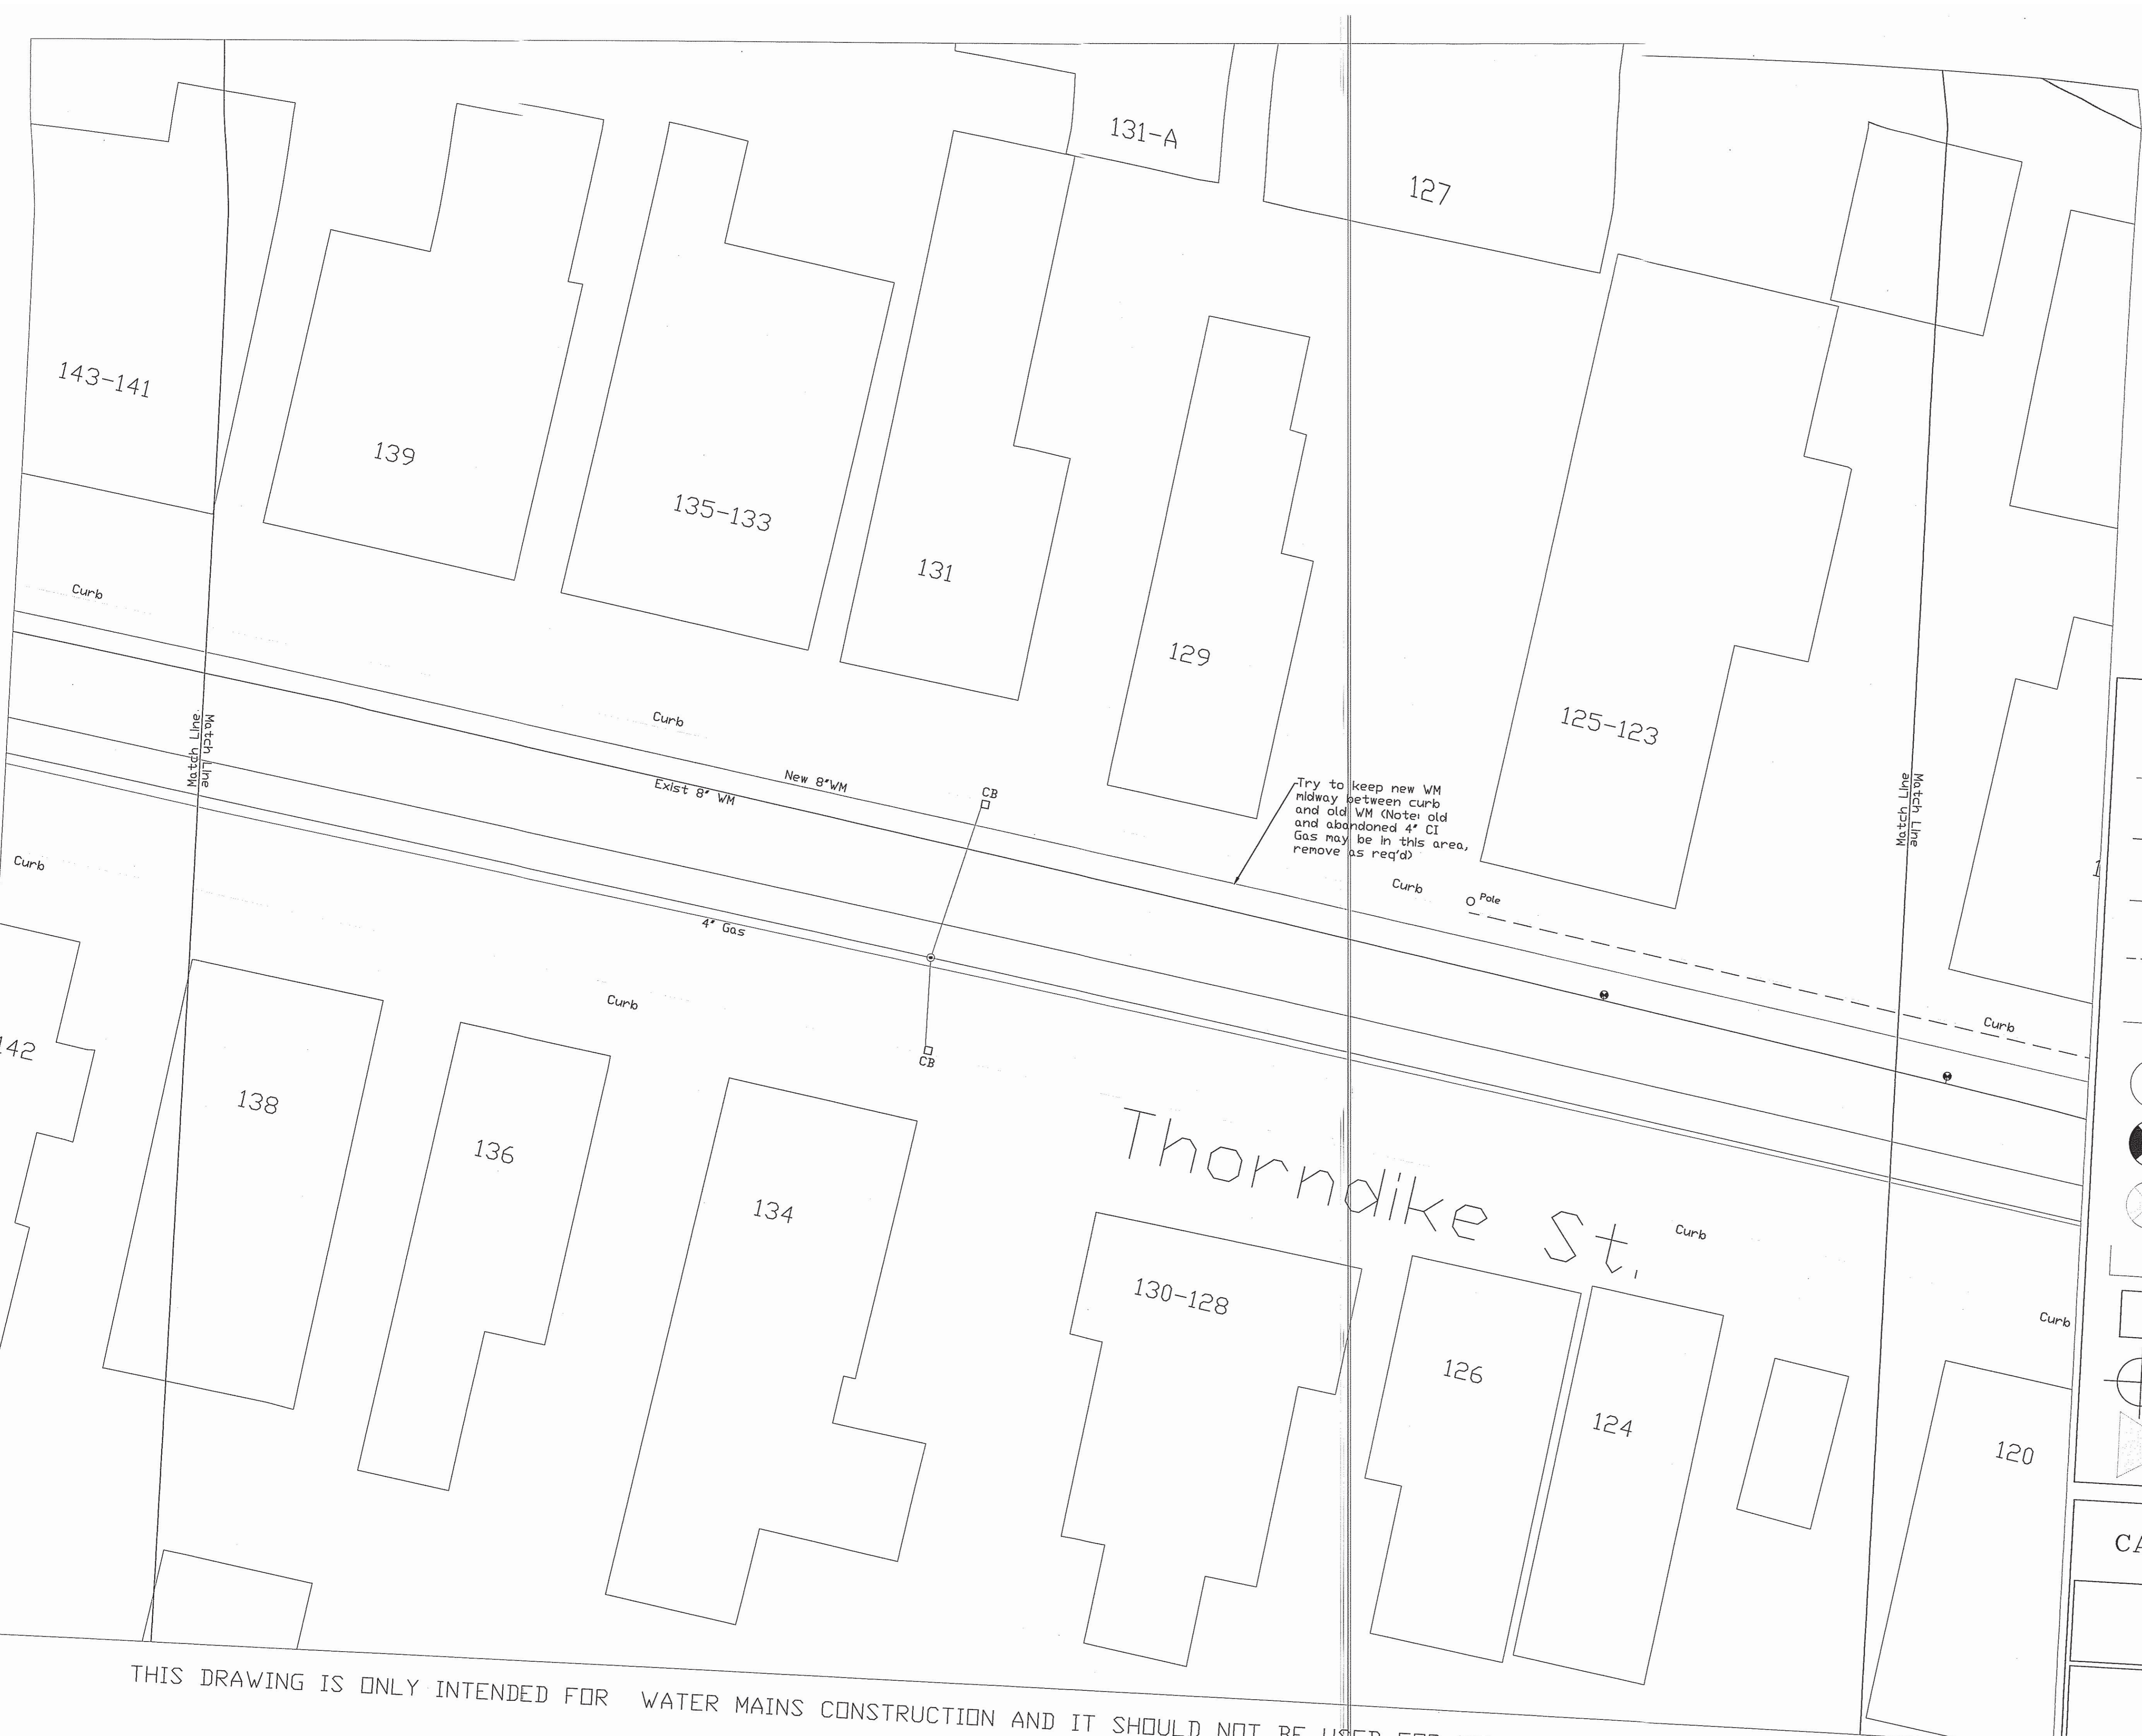 131-A
127
143-141
139
135-133
131
129
125-123
Curb
Curb
Match Line
Match Line
New 8"WM
Exist 8" WM
CB
Try to keep new WM
midway between curb
and old WM (Note: old
and abandoned 4" CI
Gas may be in this area,
remove as req'd)
Match Line
Match Line
Curb
Pole
Curb
4" Gas
Curb
Curb
CB
142
138
136
134
Thorndike St.
Curb
130-128
126
124
Curb
120
CA
THIS DRAWING IS ONLY INTENDED FOR WATER MAINS CONSTRUCTION AND IT SHOULD NOT BE USED FOR